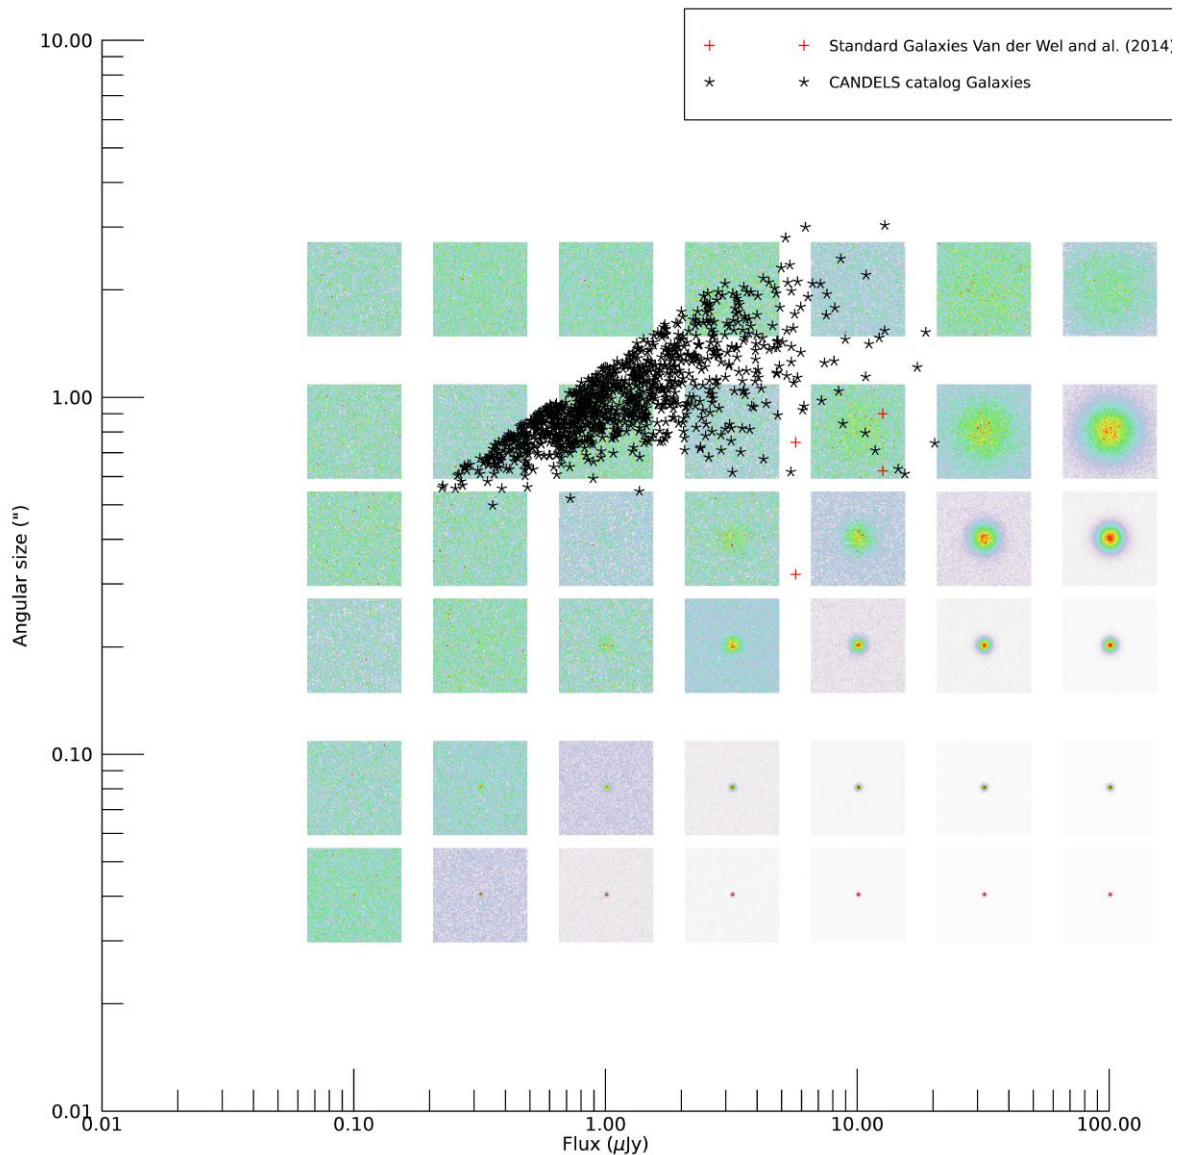 10.00
Standard Galaxies Van der Wel and al. (2014)
CANDELS catalog Galaxies
1.00
Angular size (")
0.10
0.01
0.01 0.10 1.00 10.00 100.00
Flux (μJy)